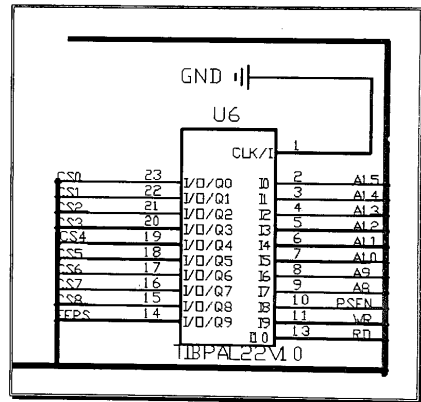 GND
U6
CLK/I 1
CS0 23 I/O/Q0 I0 2 A15
CS1 22 I/O/Q1 I1 3 A14
CS2 21 I/O/Q2 I2 4 A13
CS3 20 I/O/Q3 I3 5 A12
CS4 19 I/O/Q4 I4 6 A11
CS5 18 I/O/Q5 I5 7 A10
CS6 17 I/O/Q6 I6 8 A9
CS7 16 I/O/Q7 I7 9 A8
CS8 15 I/O/Q8 I8 10 PSEN
14 I/O/Q9 I9 11 WR
I10 13 RD
TIBPAL22V10